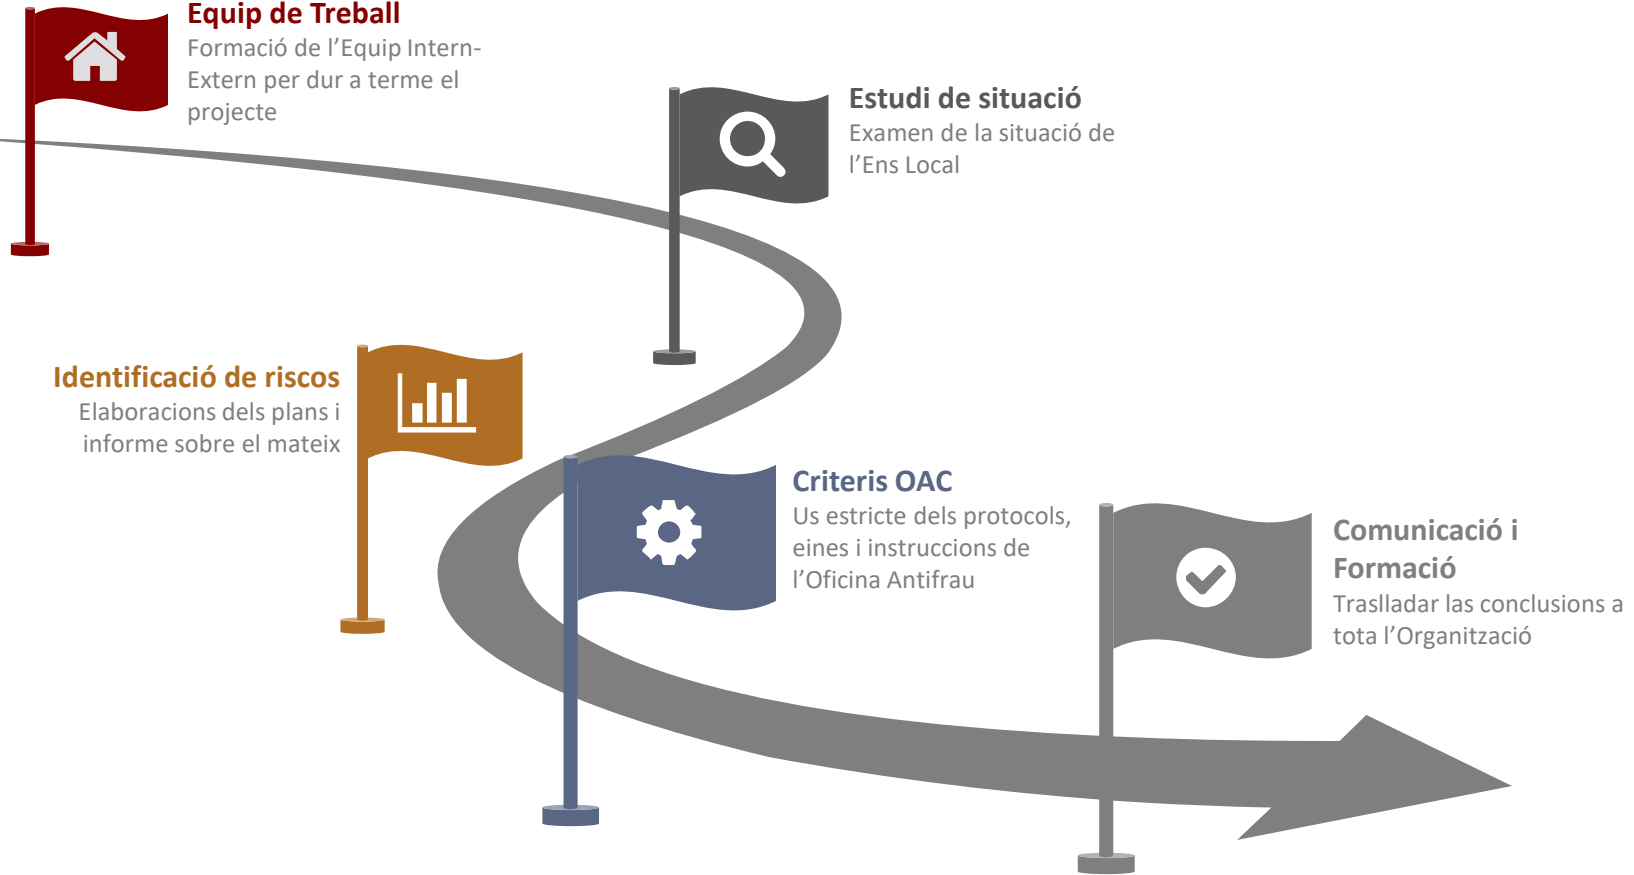 Equip de Treball
Formació de l’Equip Intern-
Extern per dur a terme el
projecte
Estudi de situació
Examen de la situació de
l’Ens Local
Identificació de riscos
Elaboracions dels plans i
informe sobre el mateix
Criteris OAC
Us estricte dels protocols,
eines i instruccions de
l’Oficina Antifrau
Comunicació i
Formació
Traslladar las conclusions a
tota l’Organització